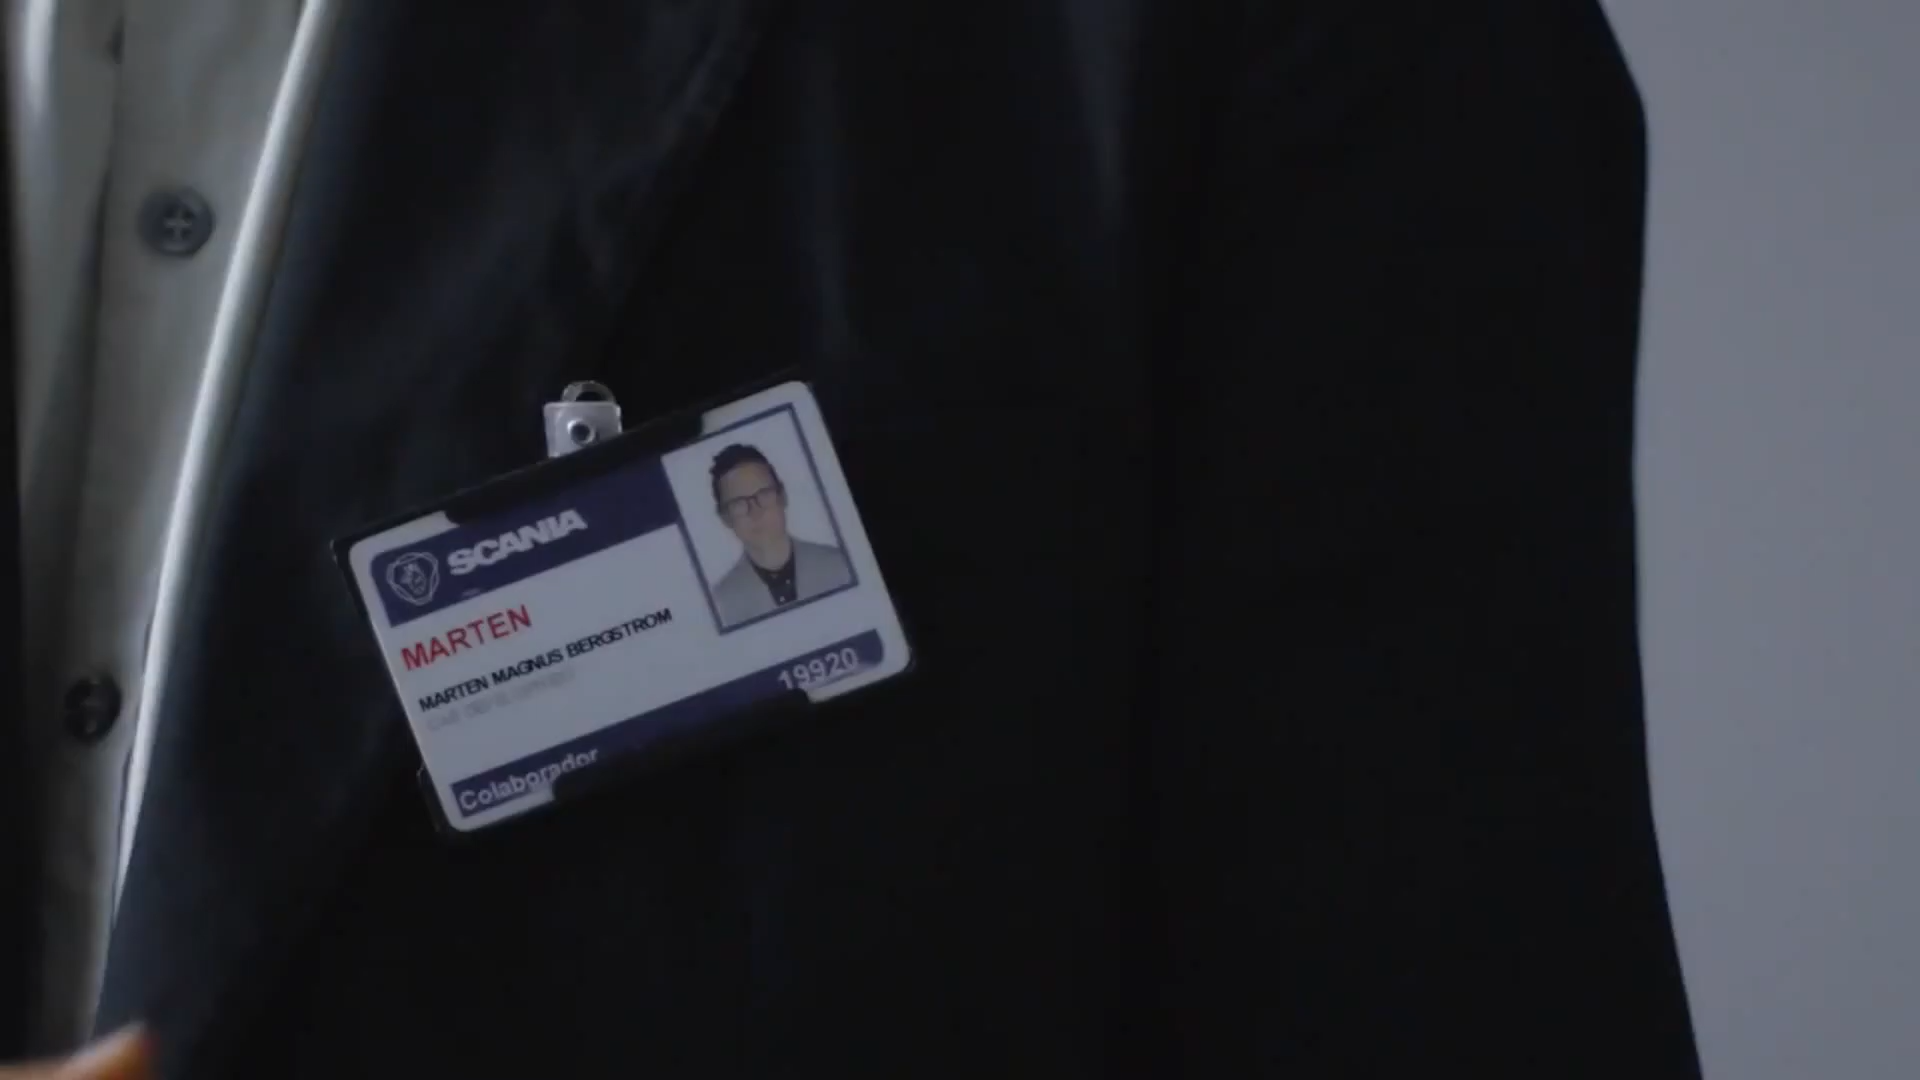 SCANIA
MARTEN
MARTEN MAGNUS BERGSTROM
19920
Colaborador